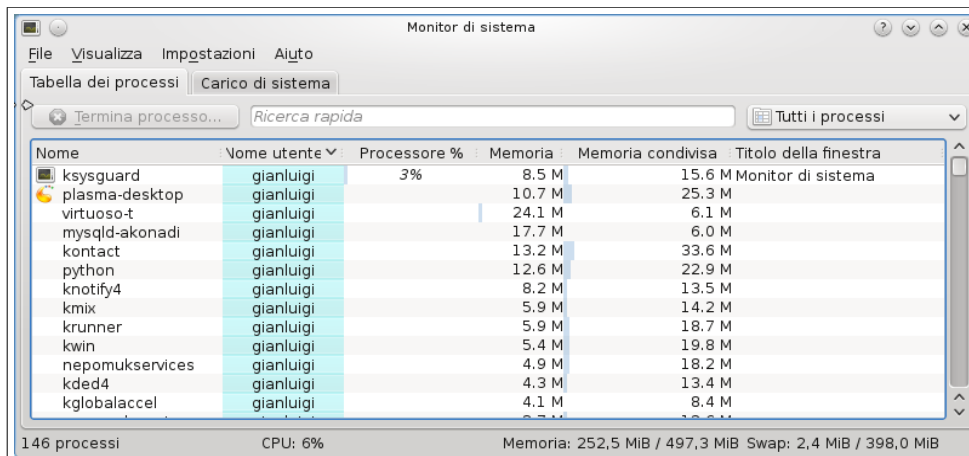 Monitor di sistema
File Visualizza Impostazioni Aiuto
Tabella dei processi Carico di sistema
Termina processo... Ricerca rapida Tutti i processi
Nome Nome utente Processore % Memoria Memoria condivisa Titolo della finestra
ksysguard gianluigi 3% 8.5 M 15.6 M Monitor di sistema
plasma-desktop gianluigi 10.7 M 25.3 M
virtuoso-t gianluigi 24.1 M 6.1 M
mysqld-akonadi gianluigi 17.7 M 6.0 M
kontact gianluigi 13.2 M 33.6 M
python gianluigi 12.6 M 22.9 M
knotify4 gianluigi 8.2 M 13.5 M
kmix gianluigi 5.9 M 14.2 M
krunner gianluigi 5.9 M 18.7 M
kwin gianluigi 5.4 M 19.8 M
nepomukservices gianluigi 4.9 M 18.2 M
kded4 gianluigi 4.3 M 13.4 M
kglobalaccel gianluigi 4.1 M 8.4 M
146 processi CPU: 6% Memoria: 252,5 MiB / 497,3 MiB Swap: 2,4 MiB / 398,0 MiB